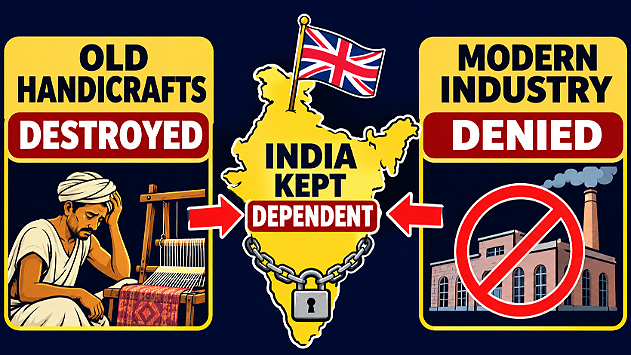 OLD
HANDICRAFTS
DESTROYED
INDIA
KEPT
DEPENDENT
MODERN
INDUSTRY
DENIED